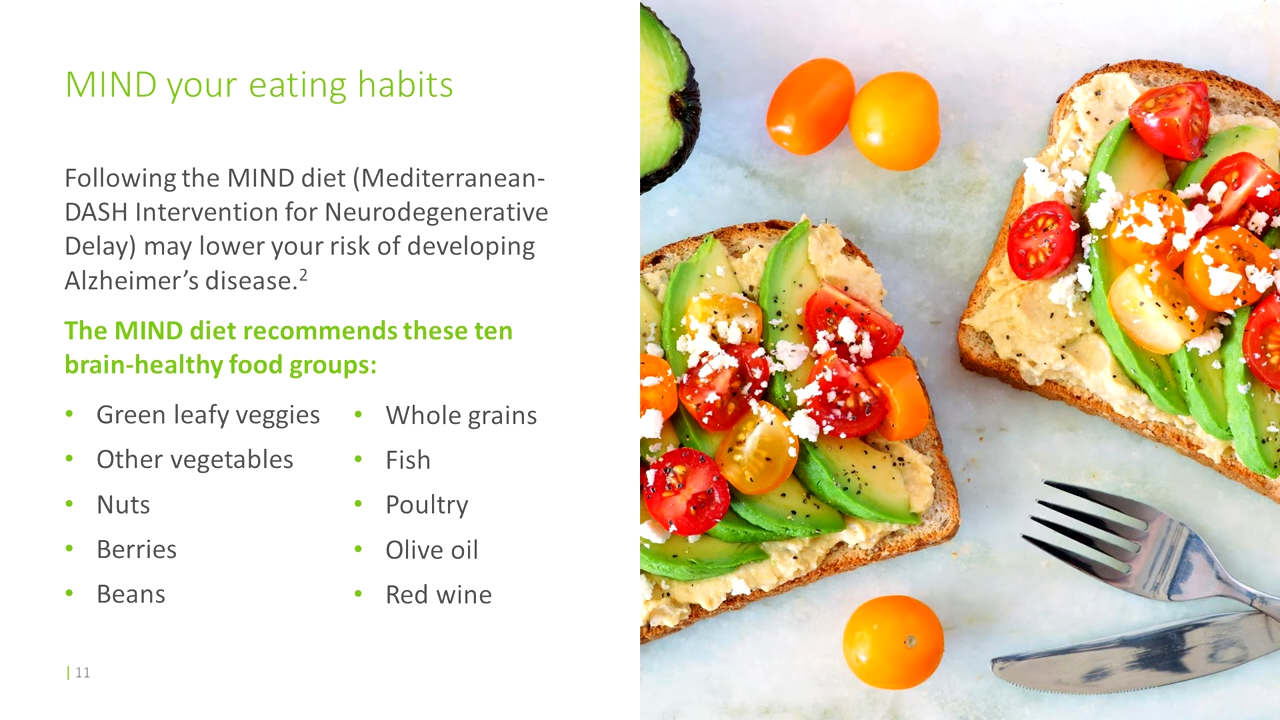 MIND your eating habits
Following the MIND diet (Mediterranean-
DASH Intervention for Neurodegenerative
Delay) may lower your risk of developing
Alzheimer’s disease.²
The MIND diet recommends these ten
brain-healthy food groups:
• Green leafy veggies
• Other vegetables
• Nuts
• Berries
• Beans
• Whole grains
• Fish
• Poultry
• Olive oil
• Red wine
| 11